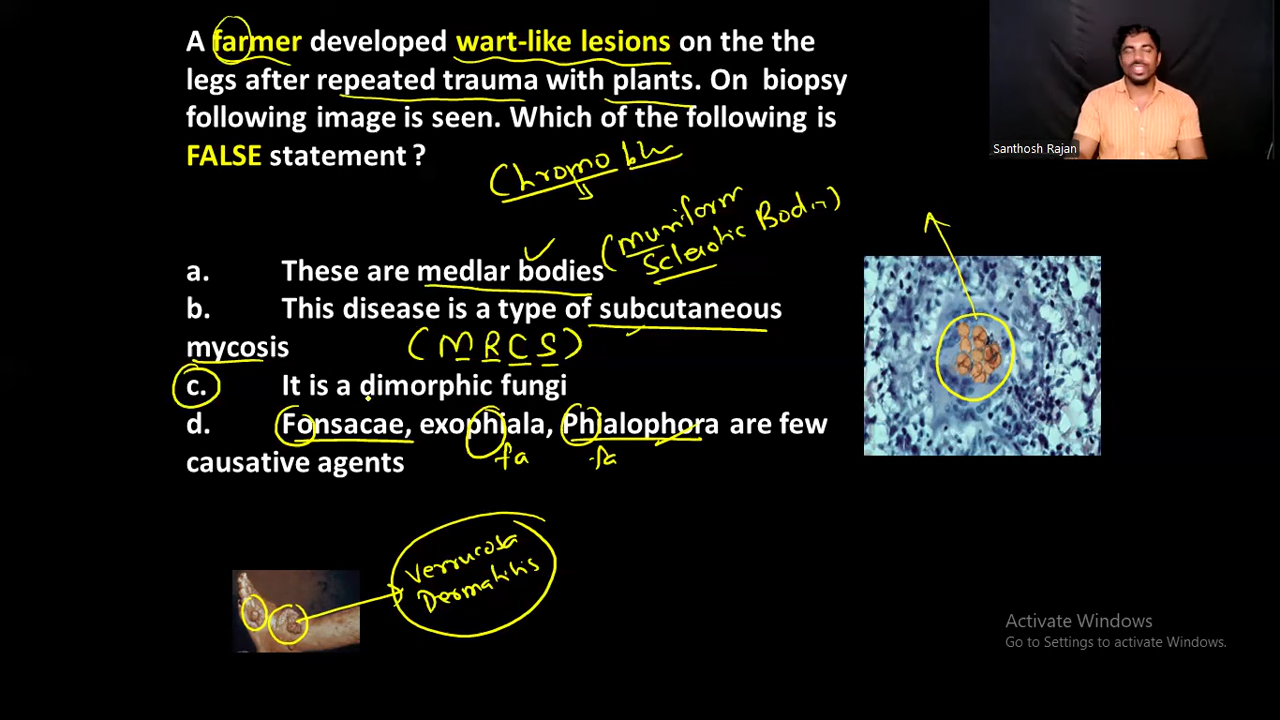 A farmer developed wart-like lesions on the the
legs after repeated trauma with plants. On biopsy
following image is seen. Which of the following is
FALSE statement ?
Santhosh Rajan
Chromo
(muriform
Sclerotic Bodies)
a. These are medlar bodies
b. This disease is a type of subcutaneous
mycosis (MRCS)
c. It is a dimorphic fungi
d. Fonsacae, exophiala, Phialophora are few
fa fa
causative agents
Verrucosa
Dermatitis
Activate Windows
Go to Settings to activate Windows.